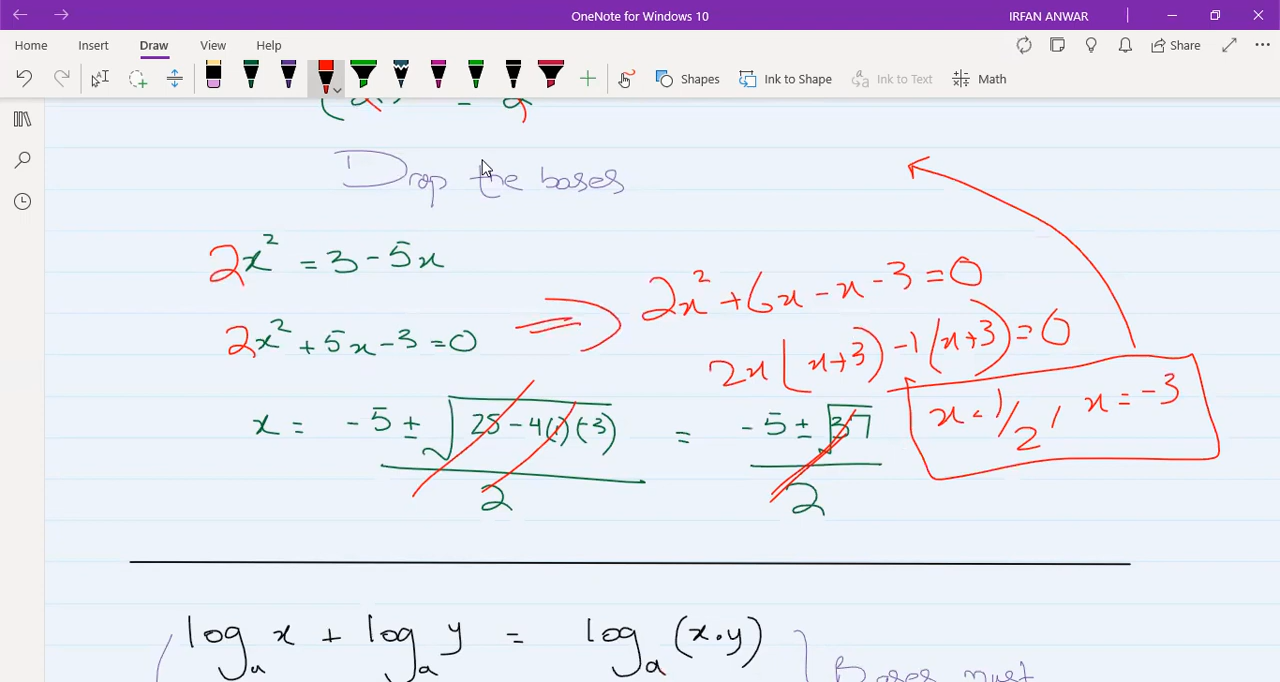 OneNote for Windows 10
IRFAN ANWAR
Home Insert Draw View Help
Share
Shapes Ink to Shape Ink to Text Math
Drop the bases
2x² = 3 - 5x
2x² + 5x - 3 = 0
x = -5 ± √25 - 4(1)(-3) / 2 = -5 ± √37 / 2
2x² + 6x - x - 3 = 0
2x(x+3) - 1(x+3) = 0
x = 1/2, x = -3
logₐ x + logₐ y = logₐ (x·y)
Bases must